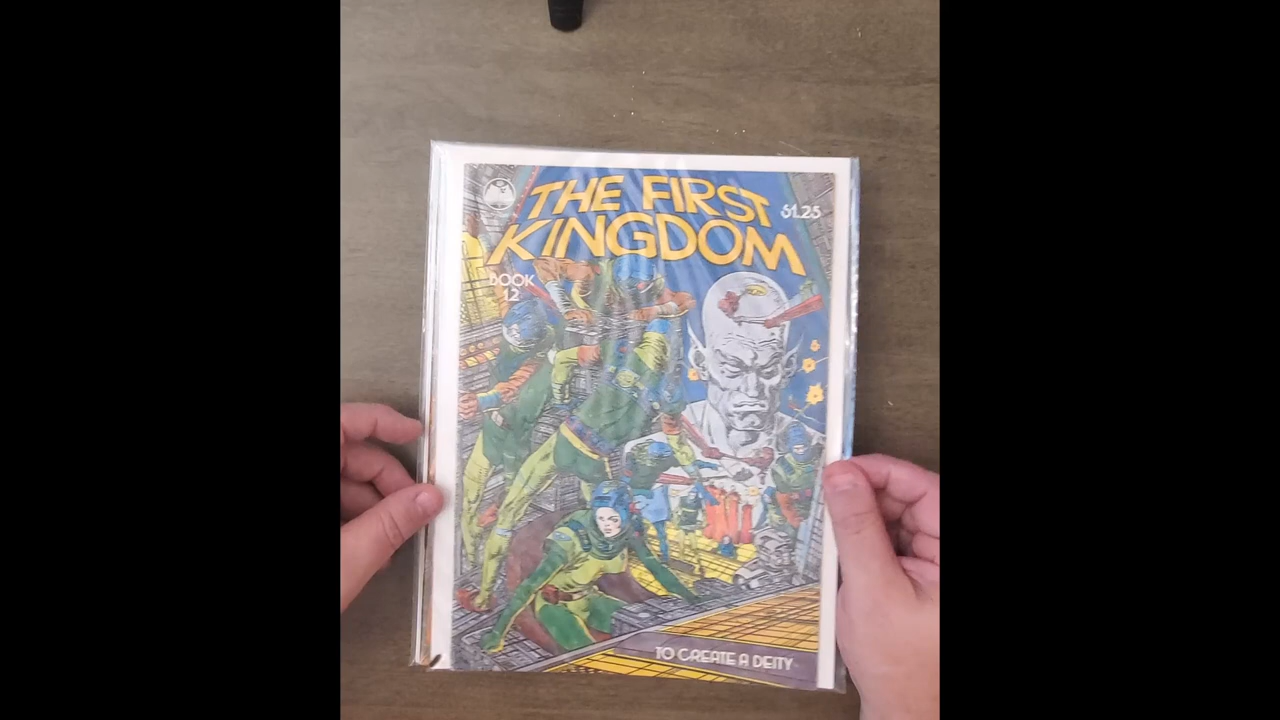 THE FIRST
$1.25
KINGDOM
BOOK
12
TO CREATE A DEITY